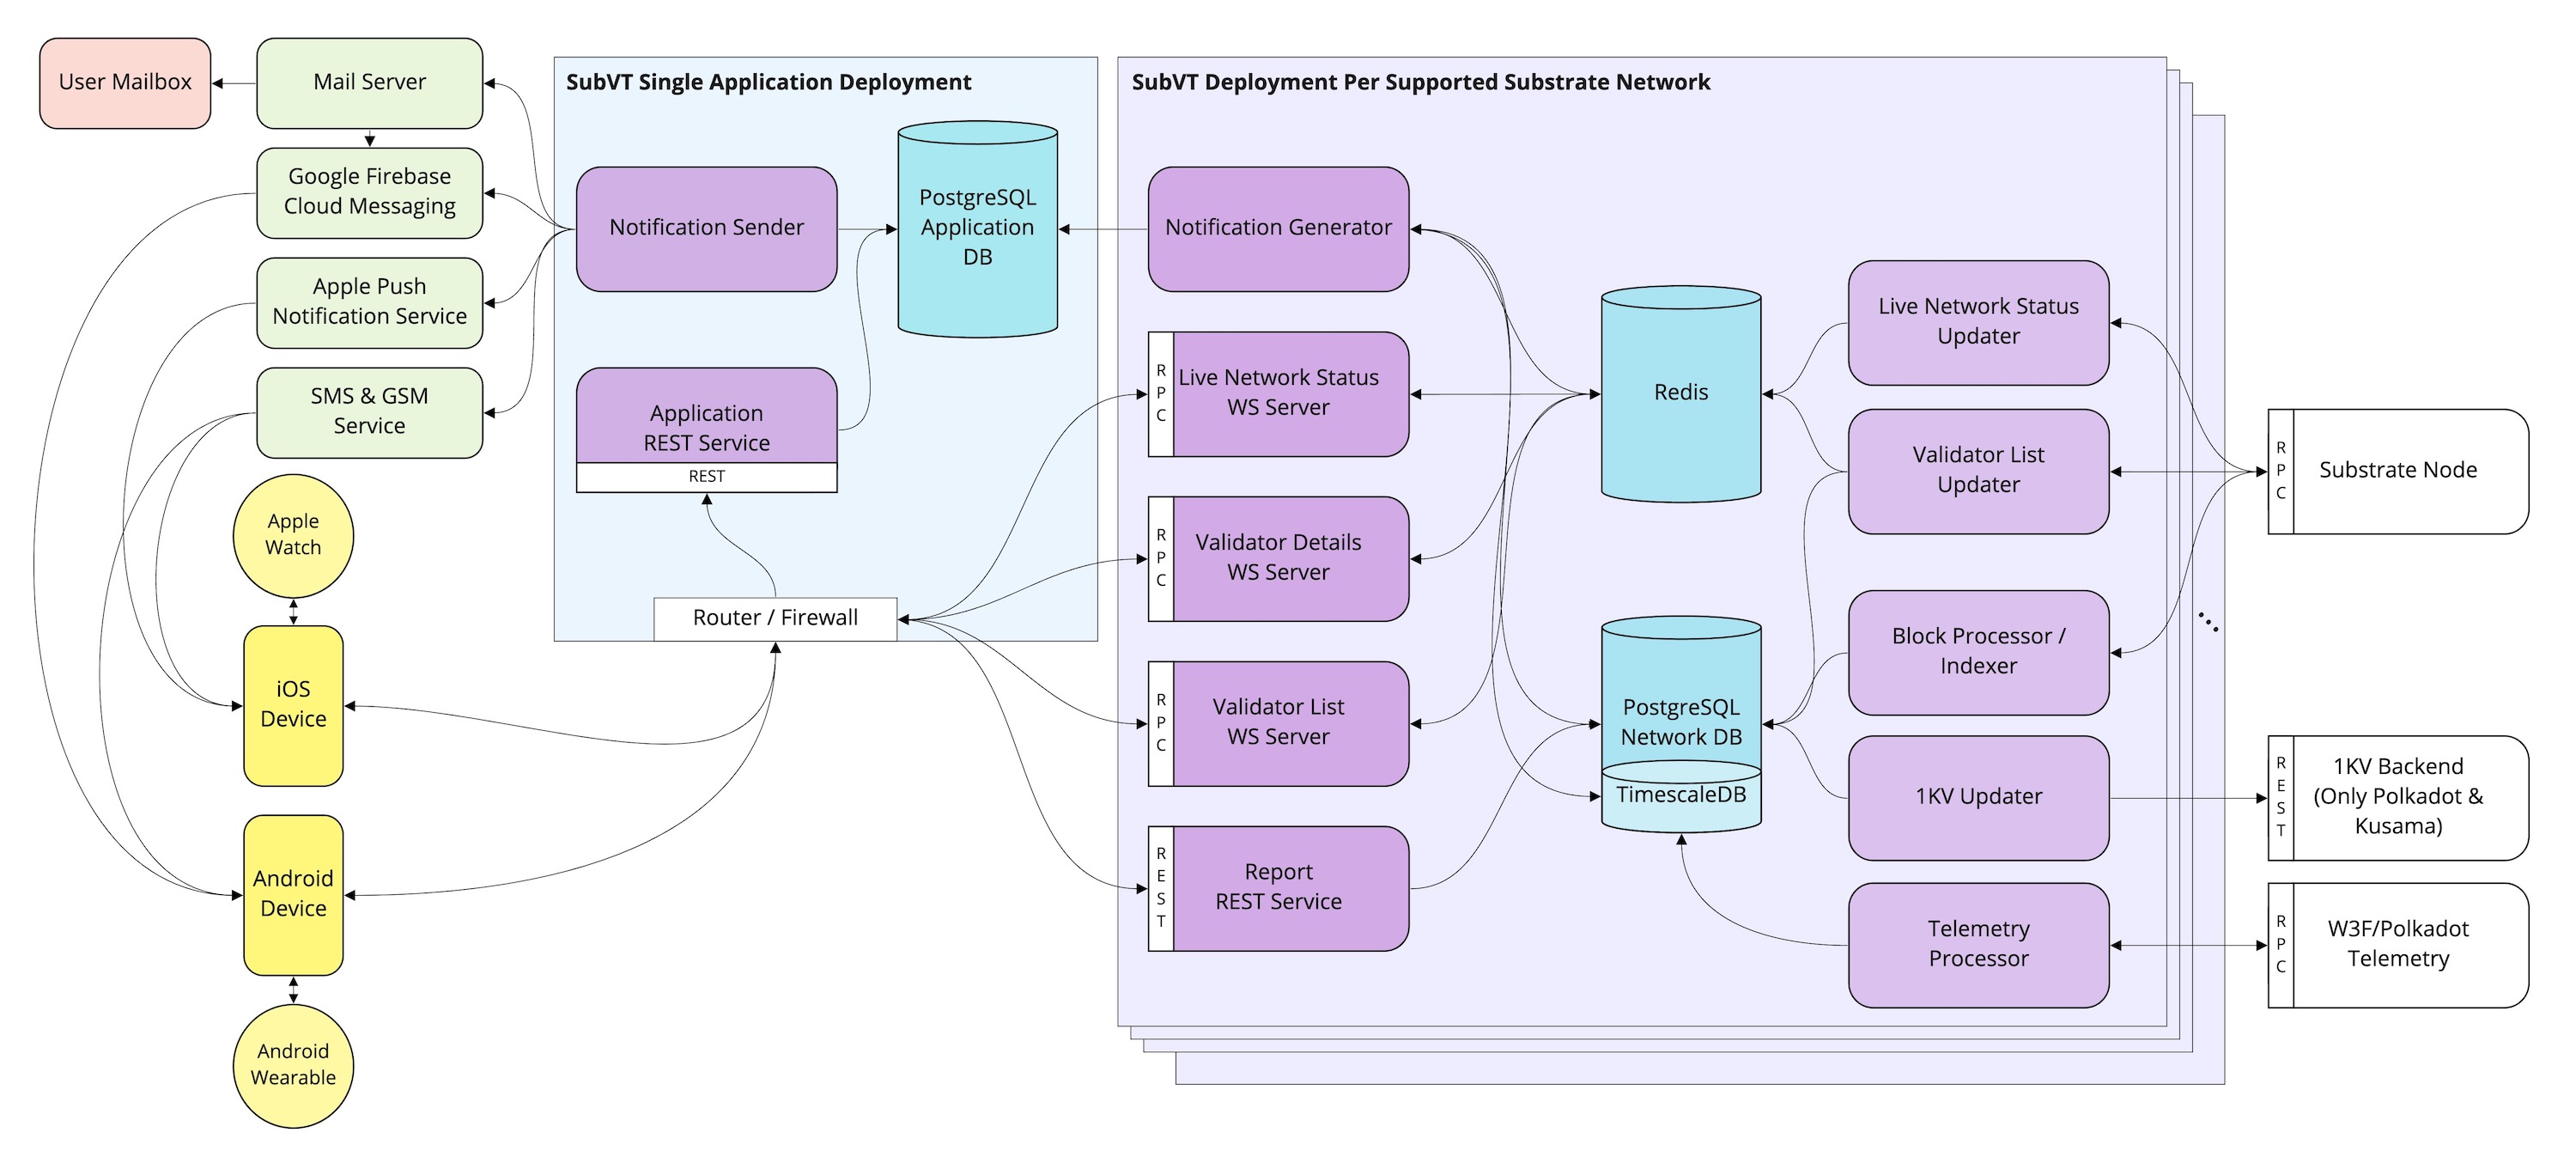 User Mailbox
Mail Server
Google Firebase
Cloud Messaging
Apple Push
Notification Service
SMS & GSM
Service
Apple
Watch
iOS
Device
Android
Device
Android
Wearable
SubVT Single Application Deployment
Notification Sender
PostgreSQL
Application
DB
Application
REST Service
REST
Router / Firewall
SubVT Deployment Per Supported Substrate Network
Notification Generator
R
P
C
Live Network Status
WS Server
R
P
C
Validator Details
WS Server
R
P
C
Validator List
WS Server
R
E
S
T
Report
REST Service
Redis
PostgreSQL
Network DB
TimescaleDB
Live Network Status
Updater
Validator List
Updater
Block Processor /
Indexer
1KV Updater
Telemetry
Processor
R
P
C
Substrate Node
R
E
S
T
1KV Backend
(Only Polkadot &
Kusama)
R
P
C
W3F/Polkadot
Telemetry